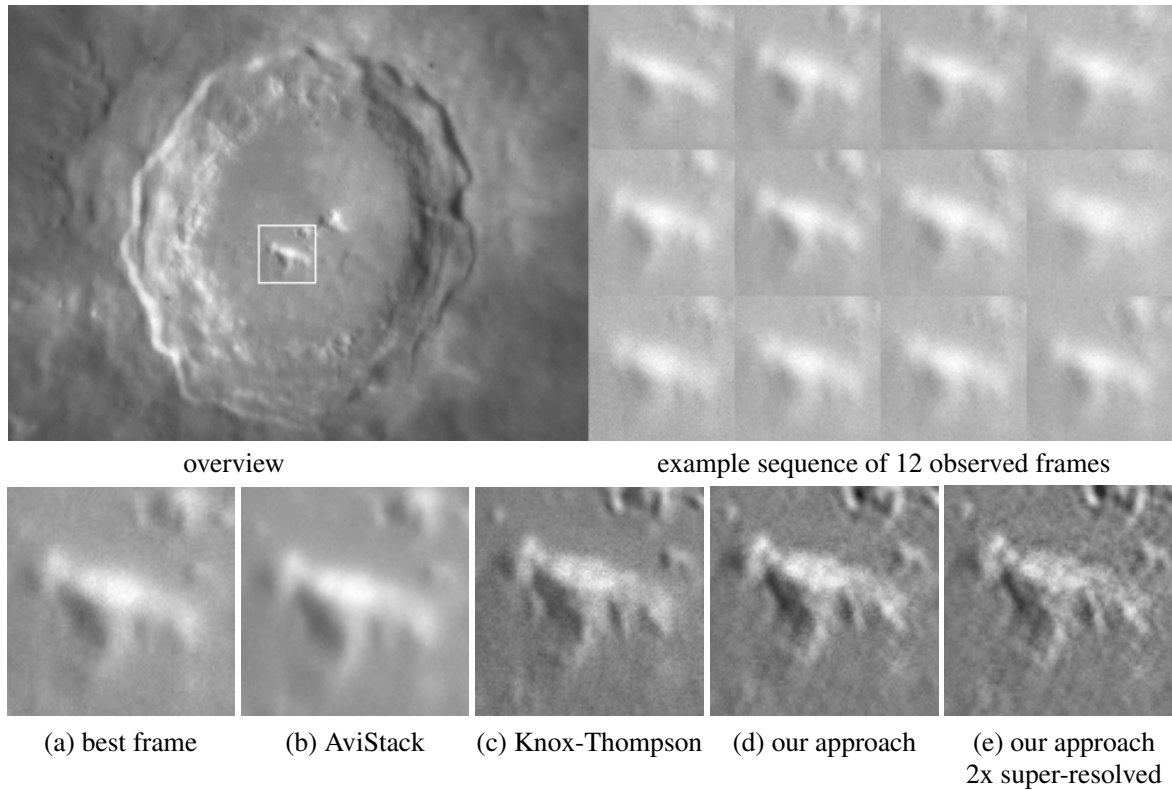 overview
example sequence of 12 observed frames
(a) best frame
(b) AviStack
(c) Knox-Thompson
(d) our approach
(e) our approach
2x super-resolved